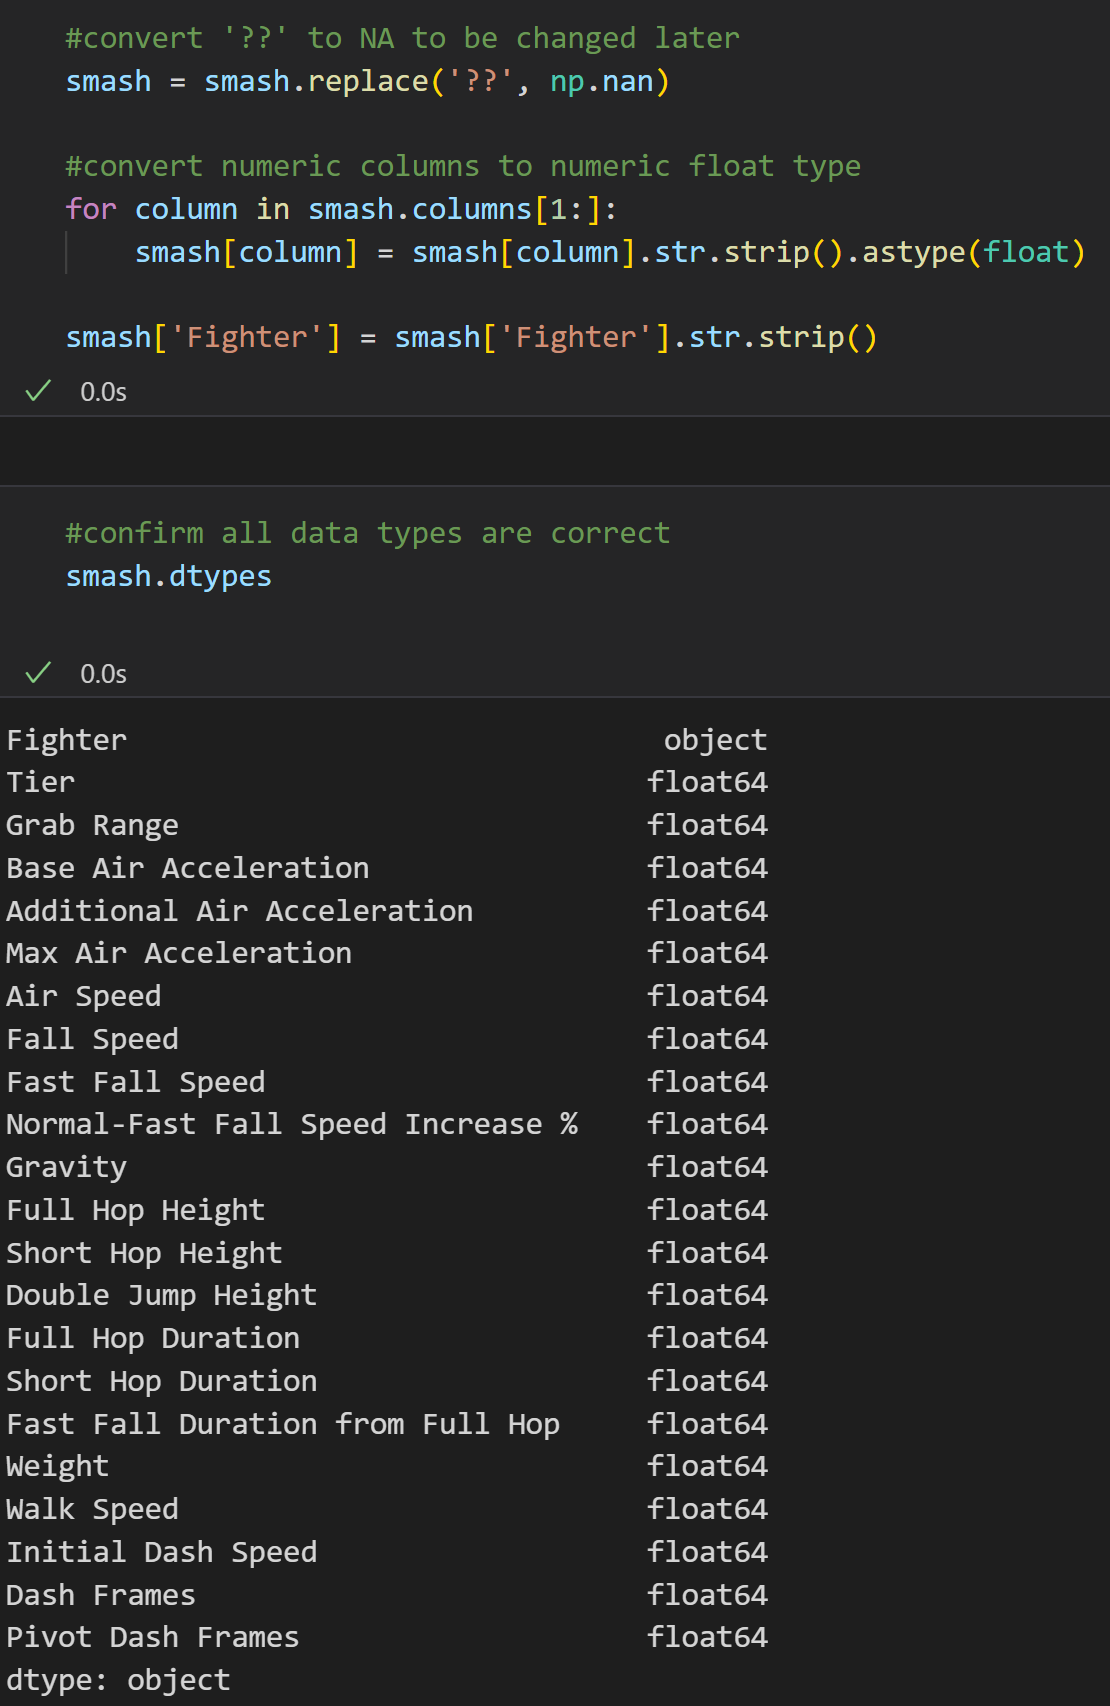 #convert '??' to NA to be changed later
smash = smash.replace('??', np.nan)
#convert numeric columns to numeric float type
for column in smash.columns[1:]:
    smash[column] = smash[column].str.strip().astype(float)
smash['Fighter'] = smash['Fighter'].str.strip()
✓ 0.0s
#confirm all data types are correct
smash.dtypes
✓ 0.0s
Fighter object
Tier float64
Grab Range float64
Base Air Acceleration float64
Additional Air Acceleration float64
Max Air Acceleration float64
Air Speed float64
Fall Speed float64
Fast Fall Speed float64
Normal-Fast Fall Speed Increase % float64
Gravity float64
Full Hop Height float64
Short Hop Height float64
Double Jump Height float64
Full Hop Duration float64
Short Hop Duration float64
Fast Fall Duration from Full Hop float64
Weight float64
Walk Speed float64
Initial Dash Speed float64
Dash Frames float64
Pivot Dash Frames float64
dtype: object